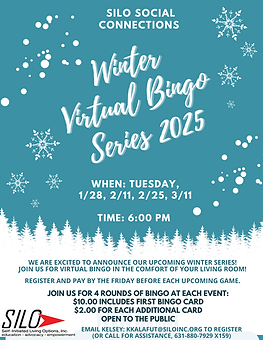 SILO SOCIAL
CONNECTIONS
Winter
Virtual Bingo
Series 2025
WHEN: TUESDAY,
1/28, 2/11, 2/25, 3/11
TIME: 6:00 PM
WE ARE EXCITED TO ANNOUNCE OUR UPCOMING WINTER SERIES!
JOIN US FOR VIRTUAL BINGO IN THE COMFORT OF YOUR LIVING ROOM!
REGISTER AND PAY BY THE FRIDAY BEFORE EACH UPCOMING GAME.
JOIN US FOR 4 ROUNDS OF BINGO AT EACH EVENT:
$10.00 INCLUDES FIRST BINGO CARD
$2.00 FOR EACH ADDITIONAL CARD
OPEN TO THE PUBLIC
SILO
Self-Initiated Living Options, Inc.
education • advocacy • empowerment
EMAIL KELSEY: KKALAFUT@SILOINC.ORG TO REGISTER
(OR CALL FOR ASSISTANCE, 631-880-7929 X159)